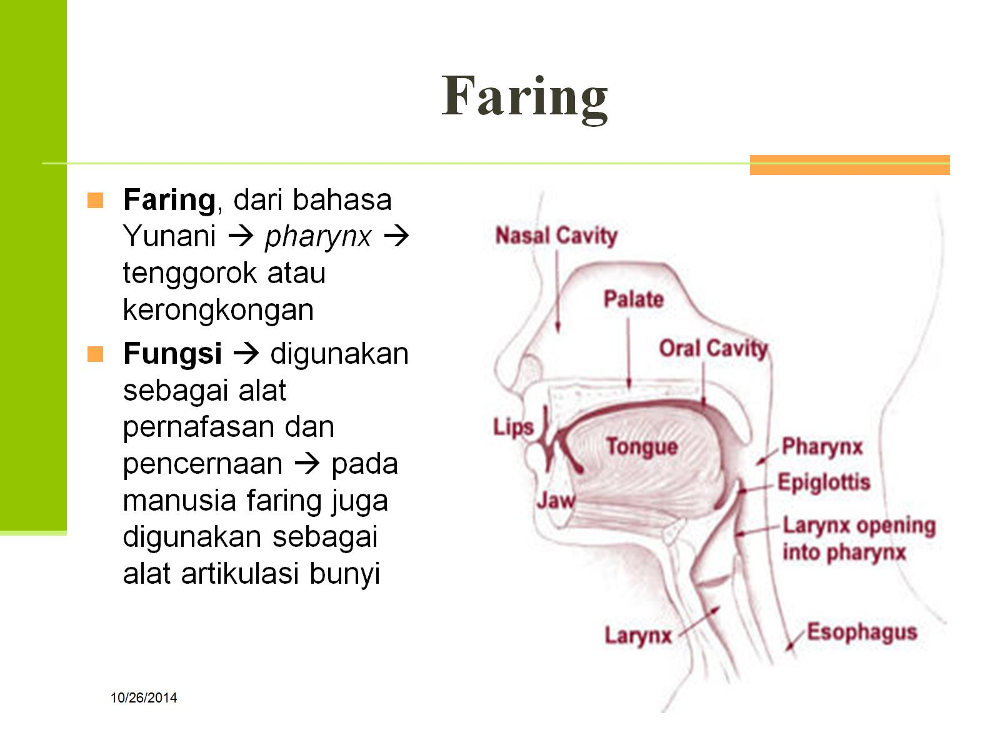 Faring
Faring, dari bahasa
Yunani → pharynx →
tenggorok atau
kerongkongan
Fungsi → digunakan
sebagai alat
pernafasan dan
pencernaan → pada
manusia faring juga
digunakan sebagai
alat artikulasi bunyi
Nasal Cavity
Palate
Oral Cavity
Lips
Tongue
Pharynx
Epiglottis
Jaw
Larynx opening
into pharynx
Larynx
Esophagus
10/26/2014